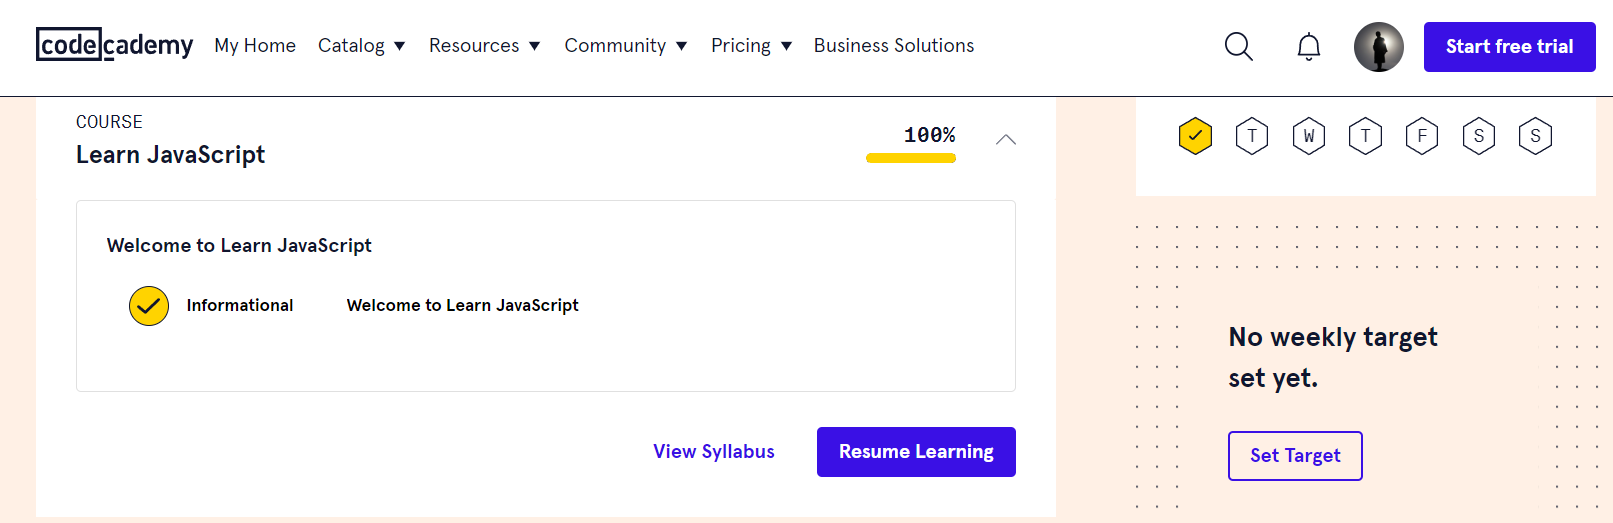 codecademy My Home Catalog Resources Community Pricing Business Solutions Start free trial
COURSE
Learn JavaScript
100%
Welcome to Learn JavaScript
Informational Welcome to Learn JavaScript
View Syllabus Resume Learning
T W T F S S
No weekly target
set yet.
Set Target